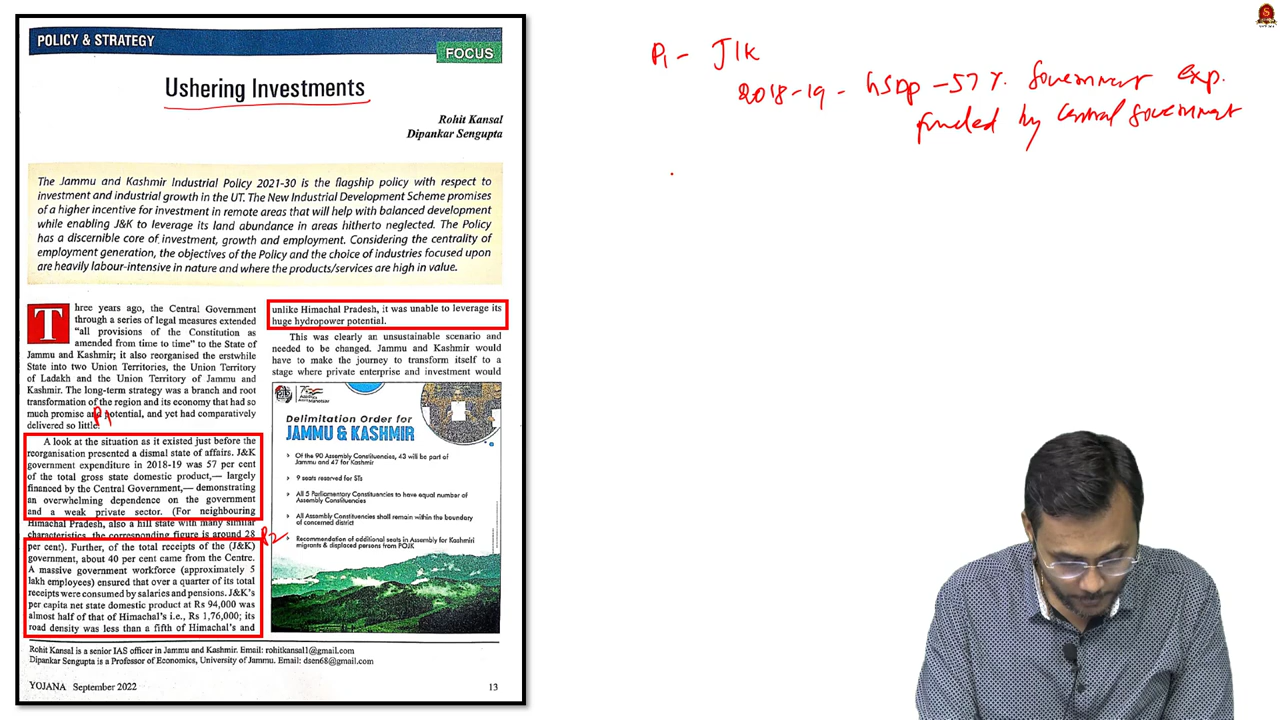 POLICY & STRATEGY
FOCUS
Ushering Investments
Rohit Kansal
Dipankar Sengupta
The Jammu and Kashmir Industrial Policy 2021-30 is the flagship policy with respect to
investment and industrial growth in the UT. The New Industrial Development Scheme promises
of a higher incentive for investment in remote areas that will help with balanced development
while enabling J&K to leverage its land abundance in areas hitherto neglected. The Policy
has a discernible core of investment, growth and employment. Considering the centrality of
employment generation, the objectives of the Policy and the choice of industries focused upon
are heavily labour-intensive in nature and where the products/services are high in value.
Three years ago, the Central Government
through a series of legal measures extended
"all provisions of the Constitution as
amended from time to time" to the State of
Jammu and Kashmir; it also reorganised the erstwhile
State into two Union Territories, the Union Territory
of Ladakh and the Union Territory of Jammu and
Kashmir. The long-term strategy was a branch and root
transformation of the region and its economy that had so
much promise and potential, and yet had comparatively
delivered so little.
P1
A look at the situation as it existed just before the
reorganisation presented a dismal state of affairs. J&K
government expenditure in 2018-19 was 57 per cent
of the total gross state domestic product,— largely
financed by the Central Government,— demonstrating
an overwhelming dependence on the government
and a weak private sector. (For neighbouring
Himachal Pradesh, also a hill state with many similar
characteristics, the corresponding figure is around 28
per cent). Further, of the total receipts of the (J&K)
government, about 40 per cent came from the Centre.
A massive government workforce (approximately 5
lakh employees) ensured that over a quarter of its total
receipts were consumed by salaries and pensions. J&K's
per capita net state domestic product at Rs 94,000 was
almost half of that of Himachal's i.e., Rs 1,76,000; its
road density was less than a fifth of Himachal's and
P2
unlike Himachal Pradesh, it was unable to leverage its
huge hydropower potential.
This was clearly an unsustainable scenario and
needed to be changed. Jammu and Kashmir would
have to make the journey to transform itself to a
stage where private enterprise and investment would
Delimitation Order for
JAMMU & KASHMIR
Of the 90 Assembly Constituencies, 43 will be part of
Jammu and 47 for Kashmir
9 seats reserved for STs
All 5 Parliamentary Constituencies to have equal number of
Assembly Constituencies
All Assembly Constituencies shall remain within the boundary
of concerned district
Recommendation of additional seats in Assembly for Kashmiri
migrants & displaced persons from POJK
Rohit Kansal is a senior IAS officer in Jammu and Kashmir. Email: rohitkansal1@gmail.com
Dipankar Sengupta is a Professor of Economics, University of Jammu. Email: dsen68@gmail.com
YOJANA September 2022
13
P1 - J/K
2018-19 - GSDP - 57 %. Government exp.
funded by Central Government